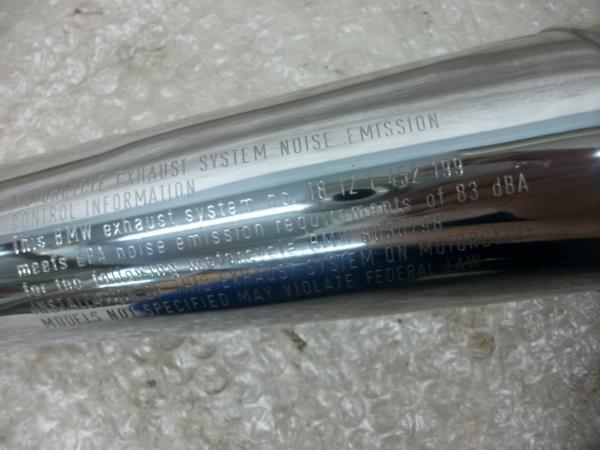 MOTORCYCLE EXHAUST SYSTEM NOISE EMISSION
CONTROL INFORMATION
This BMW exhaust system no. 18 12 1 452 199
meets EPA noise emission requirements of 83 dBA
for the following motorcycle BMW
INSTALLATION OF THIS EXHAUST SYSTEM ON MOTORCYCLE
MODELS NOT SPECIFIED MAY VIOLATE FEDERAL LAW